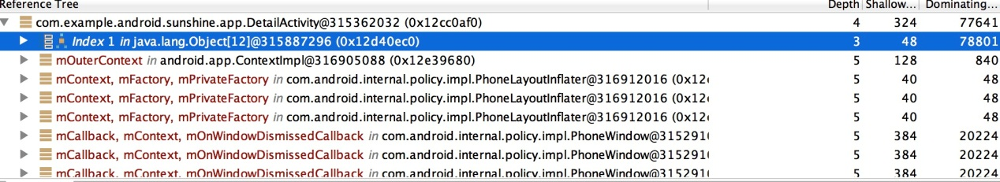 Reference Tree Depth Shallow... Dominating...
com.example.android.sunshine.app.DetailActivity@315362032 (0x12cc0af0) 4 324 77641
Index 1 in java.lang.Object[12]@315887296 (0x12d40ec0) 3 48 78801
mOuterContext in android.app.ContextImpl@316905088 (0x12e39680) 5 128 840
mContext, mFactory, mPrivateFactory in com.android.internal.policy.impl.PhoneLayoutInflater@316912016 (0x12e 5 40 48
mContext, mFactory, mPrivateFactory in com.android.internal.policy.impl.PhoneLayoutInflater@316912016 (0x12e 5 40 48
mContext, mFactory, mPrivateFactory in com.android.internal.policy.impl.PhoneLayoutInflater@316912016 (0x12e 5 40 48
mCallback, mContext, mOnWindowDismissedCallback in com.android.internal.policy.impl.PhoneWindow@3152910 5 384 20224
mCallback, mContext, mOnWindowDismissedCallback in com.android.internal.policy.impl.PhoneWindow@3152910 5 384 20224
mCallback, mContext, mOnWindowDismissedCallback in com.android.internal.policy.impl.PhoneWindow@3152910 5 384 20224